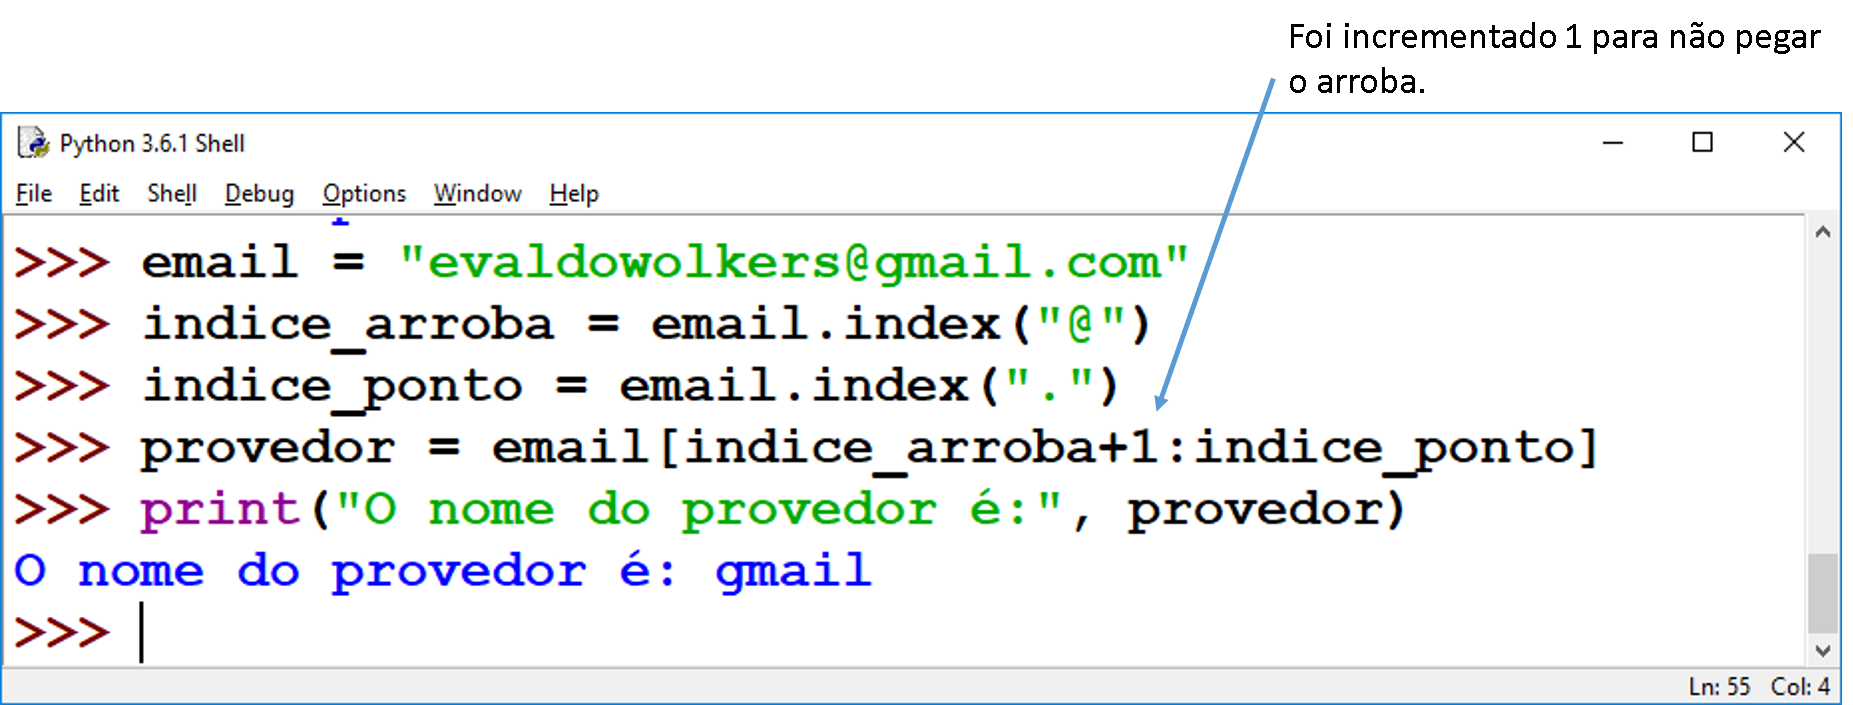 Foi incrementado 1 para não pegar
o arroba.
Python 3.6.1 Shell
File Edit Shell Debug Options Window Help
>>> email = "evaldowolkers@gmail.com"
>>> indice_arroba = email.index("@")
>>> indice_ponto = email.index(".")
>>> provedor = email[indice_arroba+1:indice_ponto]
>>> print("O nome do provedor é:", provedor)
O nome do provedor é: gmail
>>>
Ln: 55 Col: 4